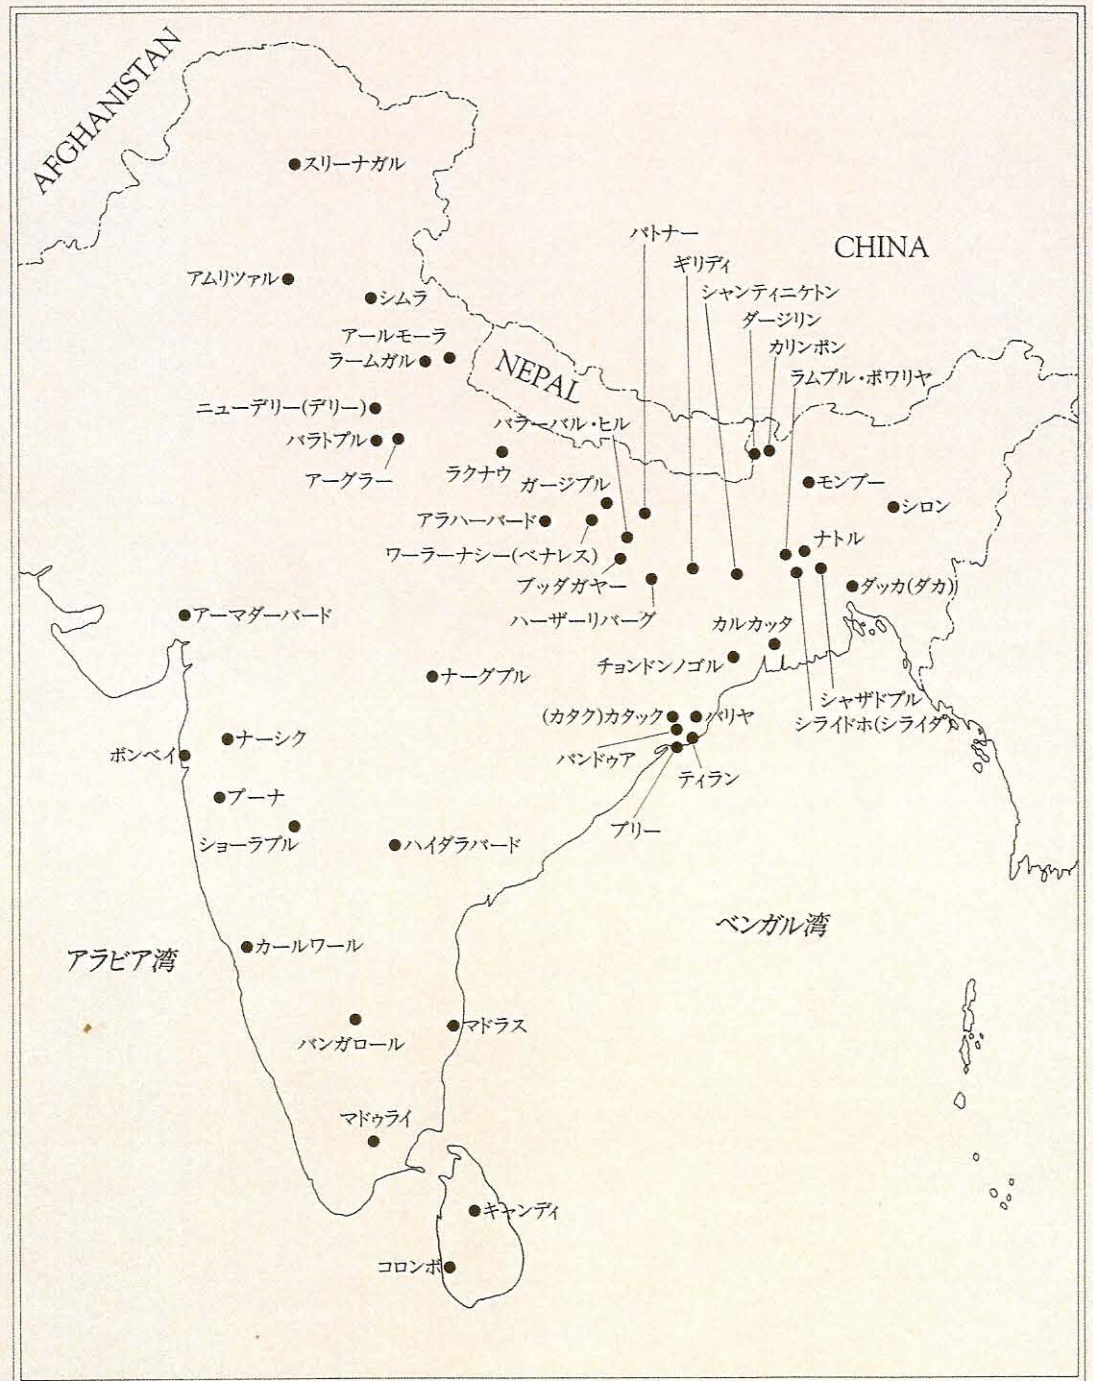 AFGHANISTAN
スリーナガル
パトナー
CHINA
ギリディ
アムリツァル
シャンティニケトン
シムラ
ダージリン
アールモーラ
カリンポン
ラームガル
NEPAL
ラムプル・ボワリヤ
ニューデリー(デリー)
バラーバル・ヒル
バラトプル
アーグラー
ラクナウ
ガージプル
モンプー
シロン
アラハーバード
ナトル
ワーラーナシー(ベナレス)
ブッダガヤー
ダッカ(ダカ)
アーマダーバード
ハーザーリバーグ
カルカッタ
チョンドンノゴル
ナーグプル
シャザドプル
(カタク)カタック
バリヤ
シライドホ(シライダ)
ナーシク
ボンベイ
バンドゥア
ティラン
プーナ
プリー
ショーラプル
ハイダラバード
ベンガル湾
カールワール
アラビア湾
マドラス
バンガロール
マドゥライ
キャンディ
コロンボ